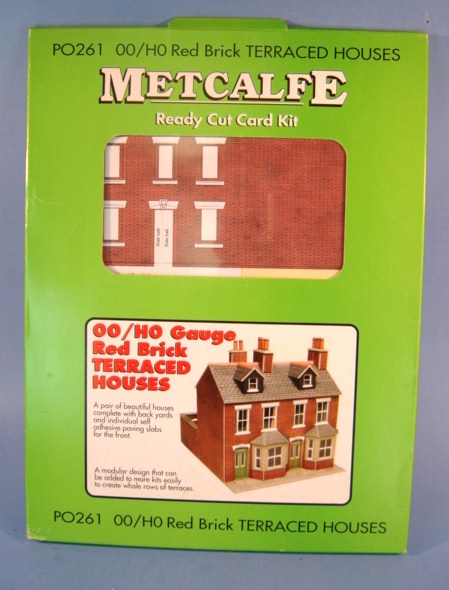 PO261 00/H0 Red Brick TERRACED HOUSES
METCALFE
Ready Cut Card Kit
00/H0 Gauge
Red Brick
TERRACED
HOUSES
A pair of beautiful houses
complete with back yards
and individual self
adhesive paving slabs
for the front.
A modular design that can
be added to more kits easily
to create whole rows of terraces.
PO261 00/H0 Red Brick TERRACED HOUSES